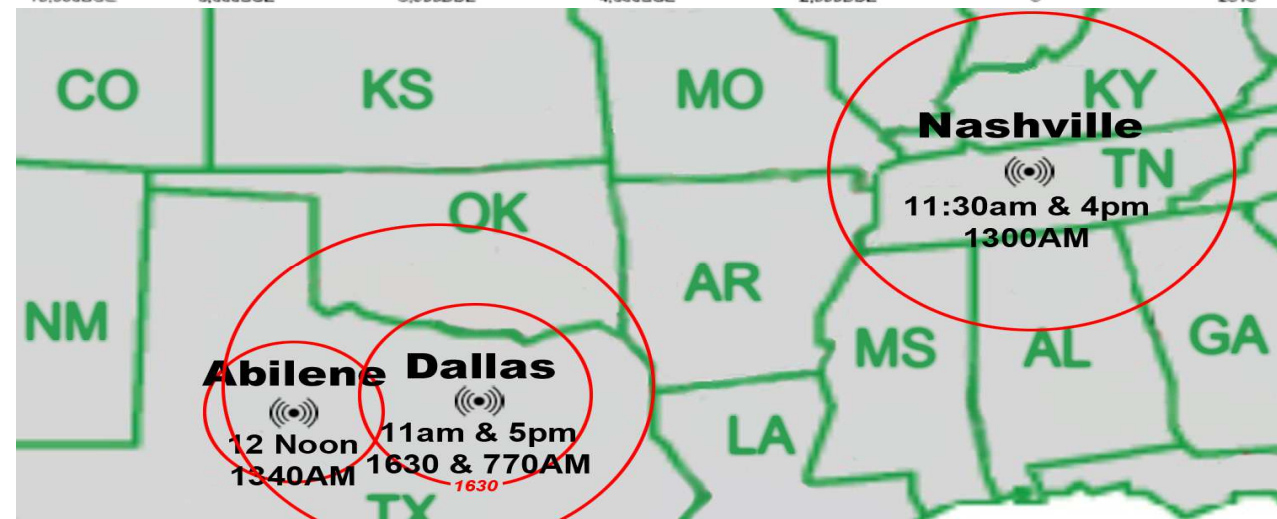 CO
KS
MO
KY
Nashville
TN
11:30am & 4pm
1300AM
OK
NM
AR
MS
AL
GA
Abilene
12 Noon
1340AM
Dallas
11am & 5pm
1630 & 770AM
1630
LA
TX